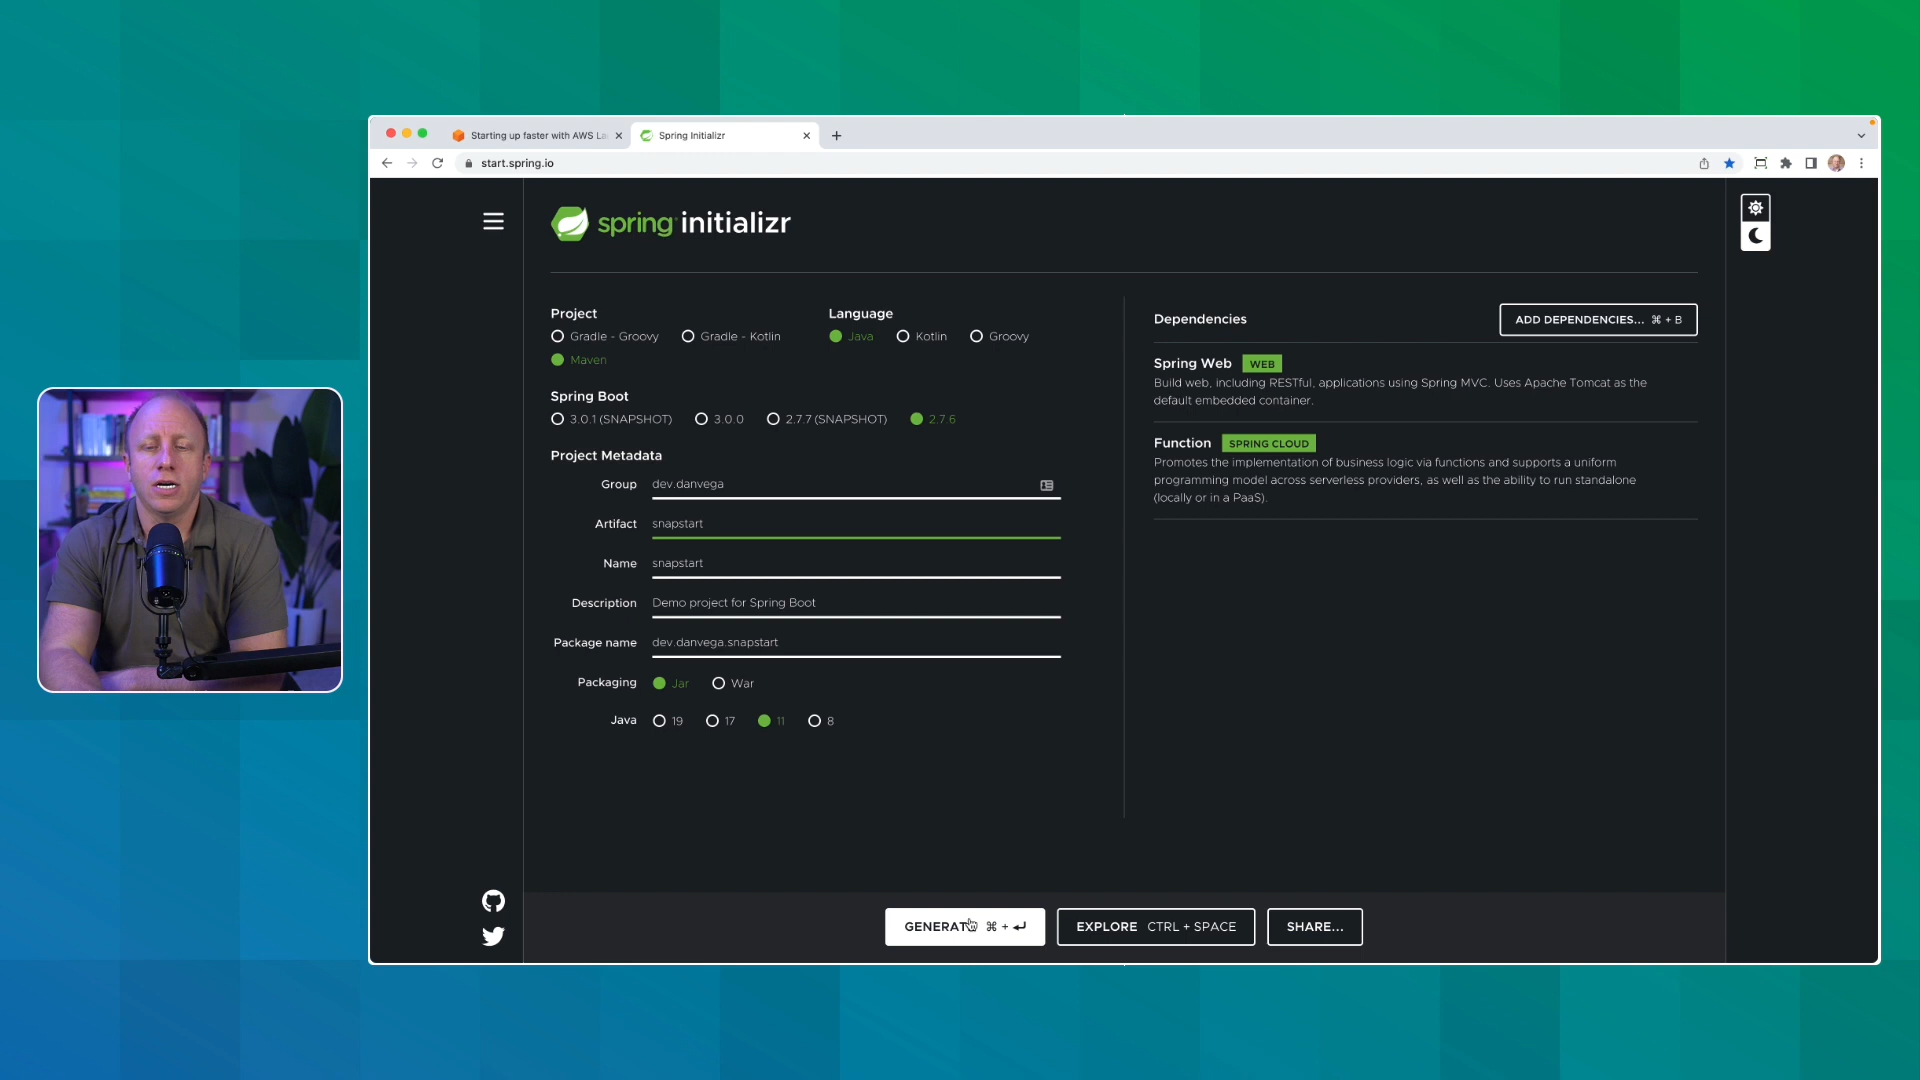 Starting up faster with AWS La
Spring Initializr
start.spring.io
spring initializr
Project
Gradle - Groovy
Gradle - Kotlin
Maven
Language
Java
Kotlin
Groovy
Spring Boot
3.0.1 (SNAPSHOT)
3.0.0
2.7.7 (SNAPSHOT)
2.7.6
Project Metadata
Group
dev.danvega
Artifact
snapstart
Name
snapstart
Description
Demo project for Spring Boot
Package name
dev.danvega.snapstart
Packaging
Jar
War
Java
19
17
11
8
Dependencies
ADD DEPENDENCIES... ⌘ + B
Spring Web WEB
Build web, including RESTful, applications using Spring MVC. Uses Apache Tomcat as the
default embedded container.
Function SPRING CLOUD
Promotes the implementation of business logic via functions and supports a uniform
programming model across serverless providers, as well as the ability to run standalone
(locally or in a PaaS).
GENERATE ⌘ + ↵
EXPLORE CTRL + SPACE
SHARE...